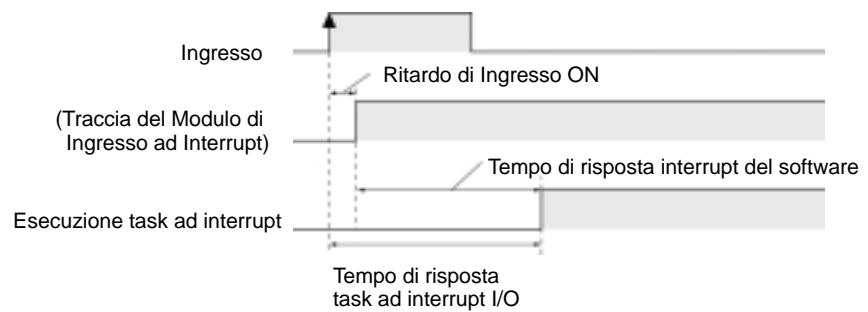 Ingresso
Ritardo di Ingresso ON
(Traccia del Modulo di
Ingresso ad Interrupt)
Tempo di risposta interrupt del software
Esecuzione task ad interrupt
Tempo di risposta
task ad interrupt I/O